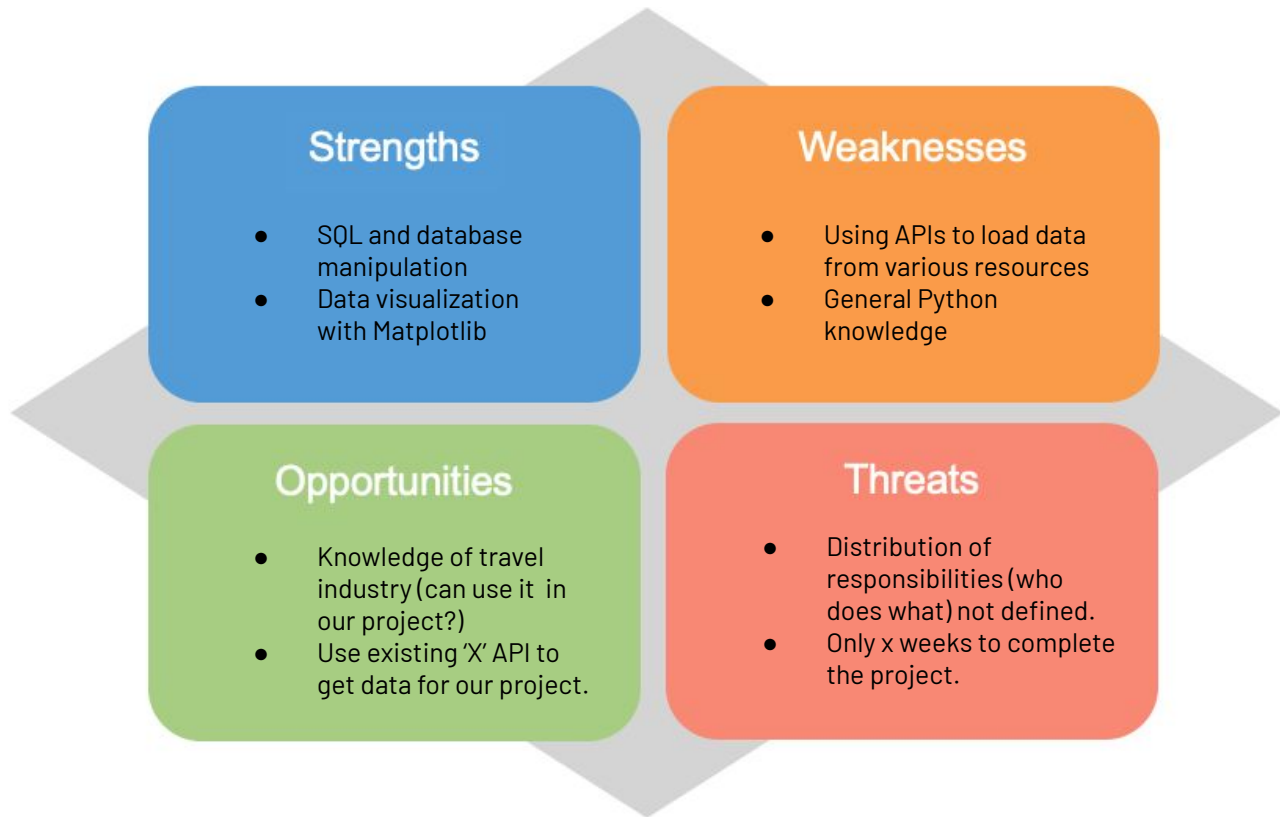 Strengths
● SQL and database
manipulation
● Data visualization
with Matplotlib
Weaknesses
● Using APIs to load data
from various resources
● General Python
knowledge
Opportunities
● Knowledge of travel
industry (can use it in
our project?)
● Use existing ‘X’ API to
get data for our project.
Threats
● Distribution of
responsibilities (who
does what) not defined.
● Only x weeks to complete
the project.